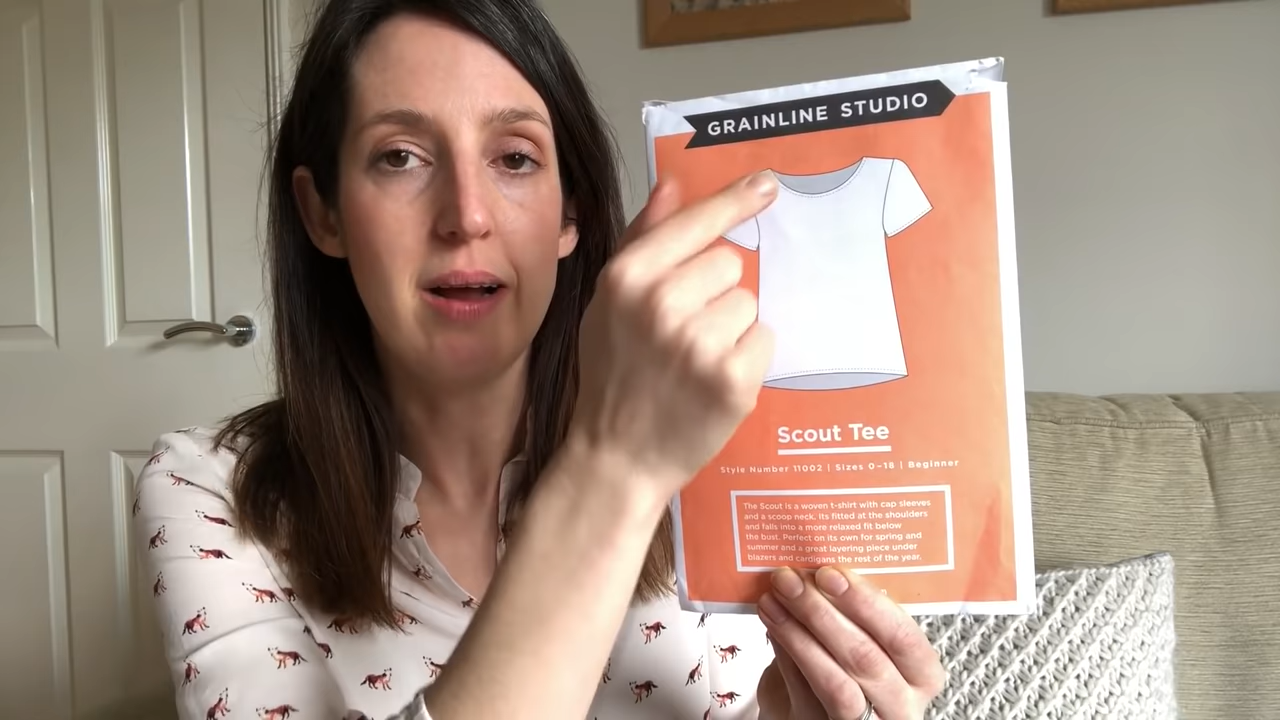 GRAINLINE STUDIO
Scout Tee
Style Number 11002 | Sizes 0-18 | Beginner
The Scout is a woven t-shirt with cap sleeves
and a scoop neck. Its fitted at the shoulders
and falls into a more relaxed fit below
the bust. Perfect on its own for spring and
summer and a great layering piece under
blazers and cardigans the rest of the year.